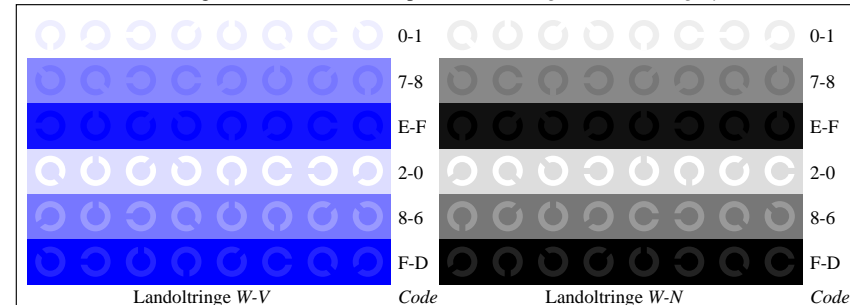 0-1 0-1
7-8 7-8
E-F E-F
2-0 2-0
8-6 8-6
F-D F-D
Landoltringe W-V Code Landoltringe W-N Code